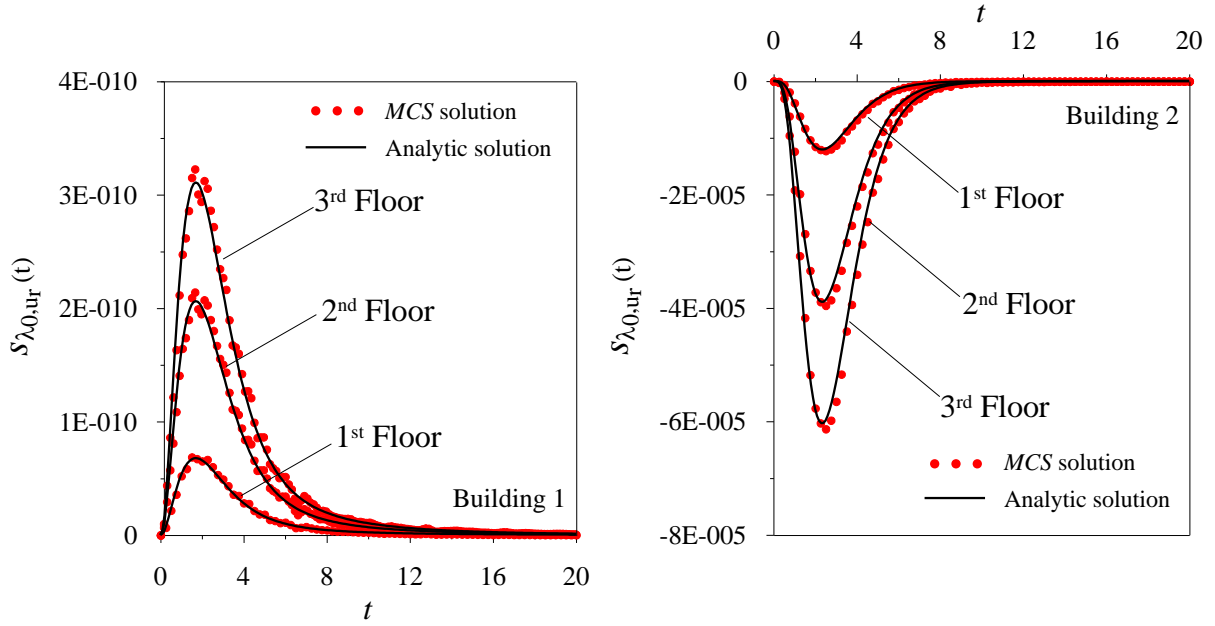 4E-010
3E-010
2E-010
1E-010
0
sλ0,ur (t)
MCS solution
Analytic solution
3rd Floor
2nd Floor
1st Floor
Building 1
0 4 8 12 16 20
t
t
0 4 8 12 16 20
0
-2E-005
-4E-005
-6E-005
-8E-005
sλ0,ur (t)
Building 2
1st Floor
2nd Floor
3rd Floor
MCS solution
Analytic solution